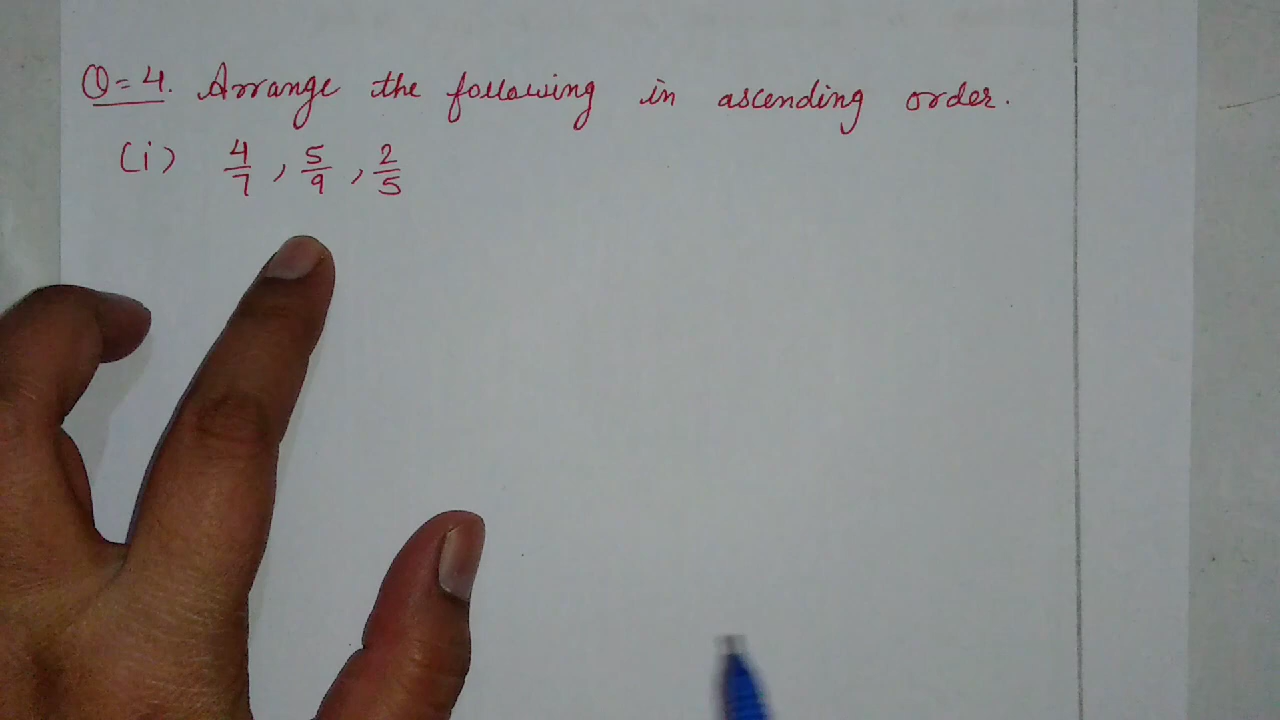 Q=4. Arrange the following in ascending order.
(i) 4/7, 5/9, 2/5